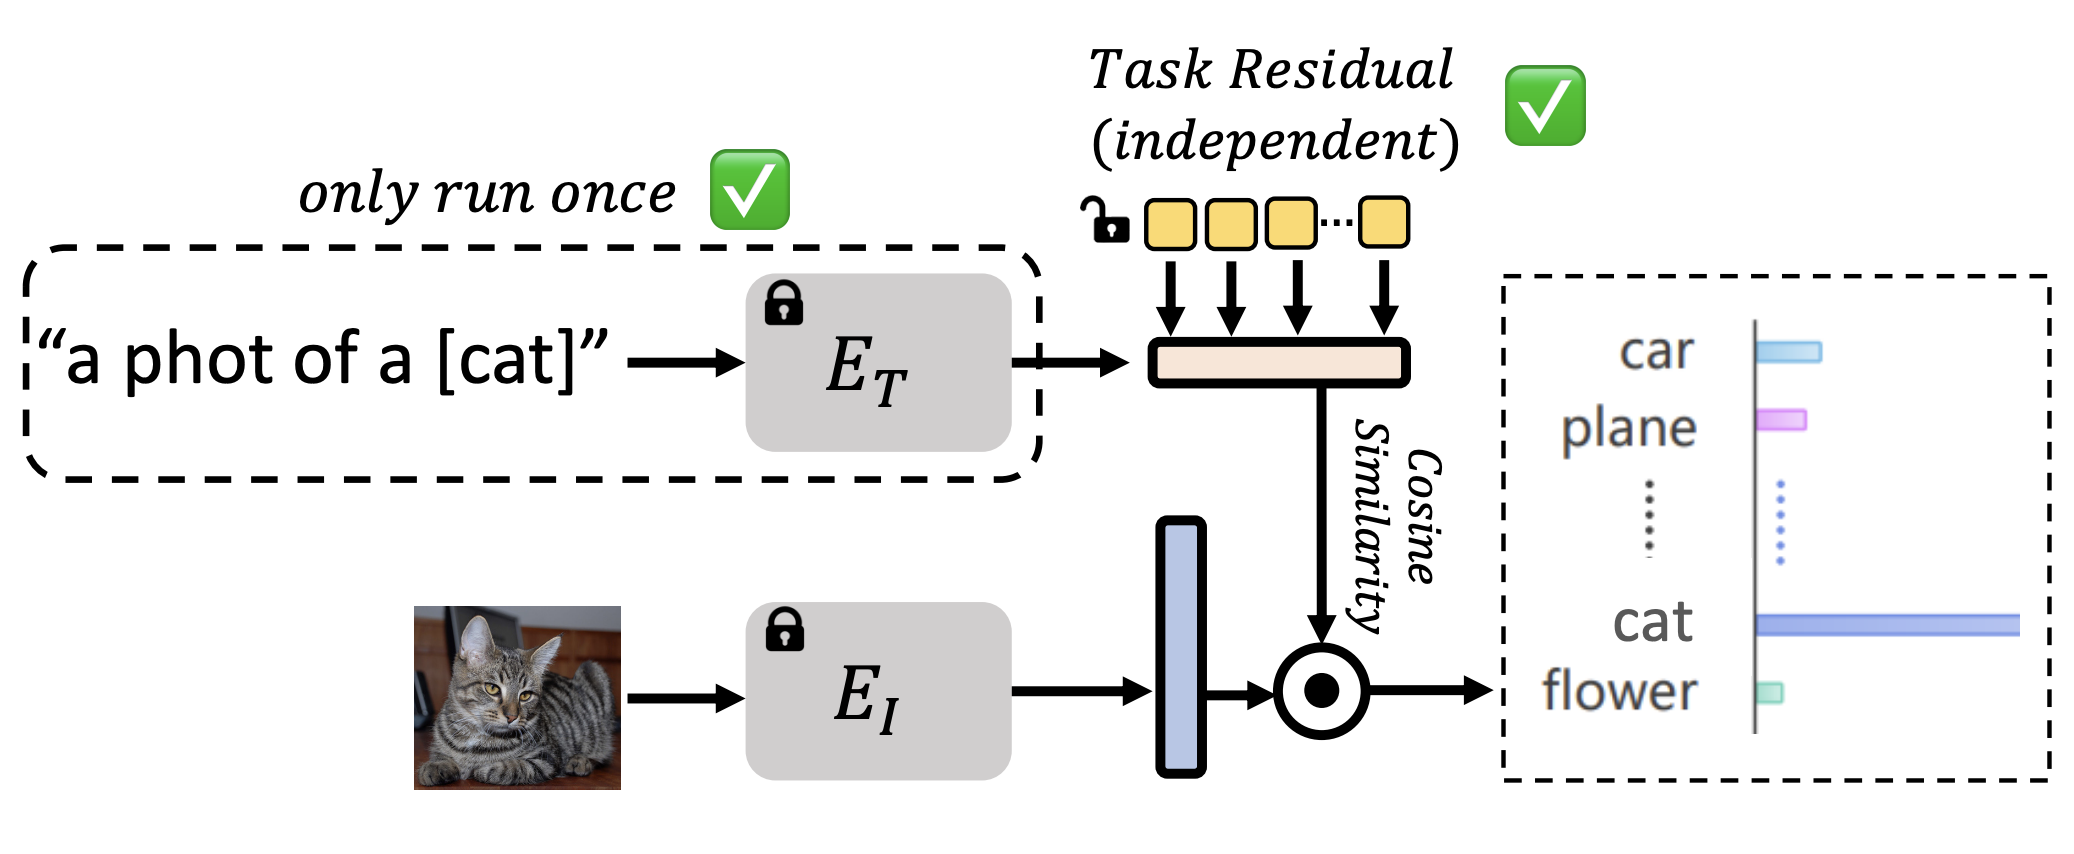 Task Residual
(independent)
only run once
“a phot of a [cat]”
E_T
Cosine
Similarity
E_I
car
plane
cat
flower